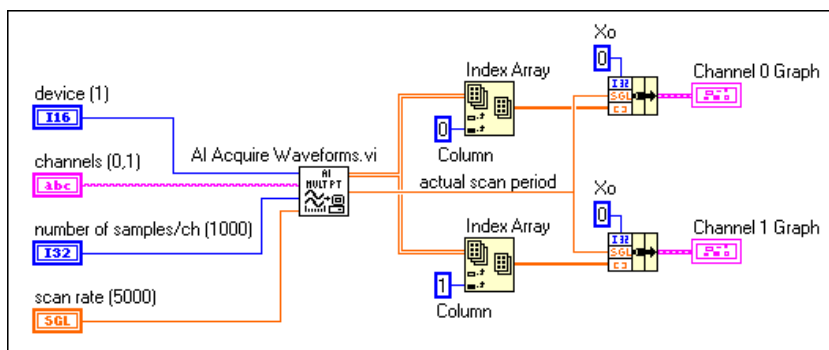 Xo
0
Index Array
I32
Channel 0 Graph
device (1)
SGL
I16
AI Acquire Waveforms.vi
0
Column
channels (0,1)
AI
MULT PT
abc
actual scan period
Xo
0
number of samples/ch (1000)
Index Array
Channel 1 Graph
I32
I32
SGL
scan rate (5000)
1
SGL
Column